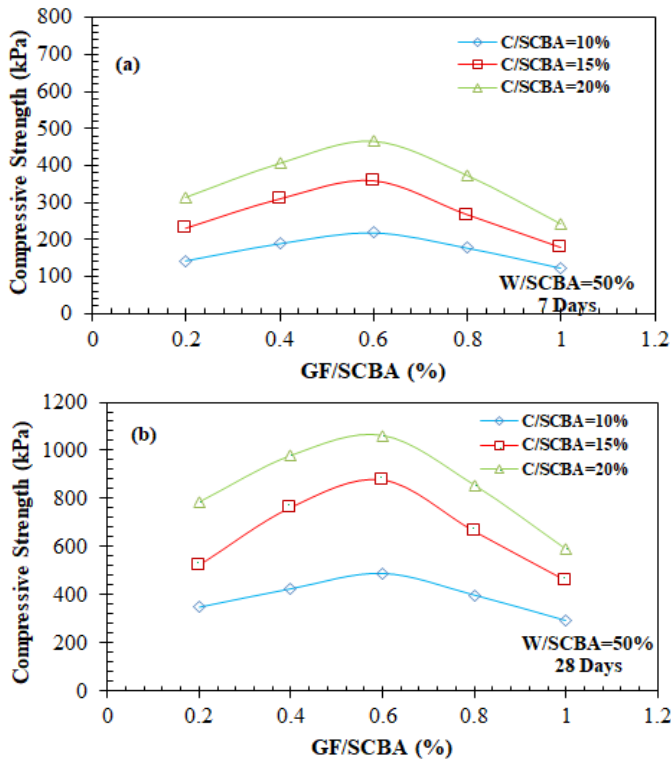 800
700
600
500
400
300
200
100
0
Compressive Strength (kPa)
(a)
C/SCBA=10%
C/SCBA=15%
C/SCBA=20%
W/SCBA=50%
7 Days
0 0.2 0.4 0.6 0.8 1 1.2
GF/SCBA (%)
1200
1000
800
600
400
200
0
Compressive Strength (kPa)
(b)
C/SCBA=10%
C/SCBA=15%
C/SCBA=20%
W/SCBA=50%
28 Days
0 0.2 0.4 0.6 0.8 1 1.2
GF/SCBA (%)